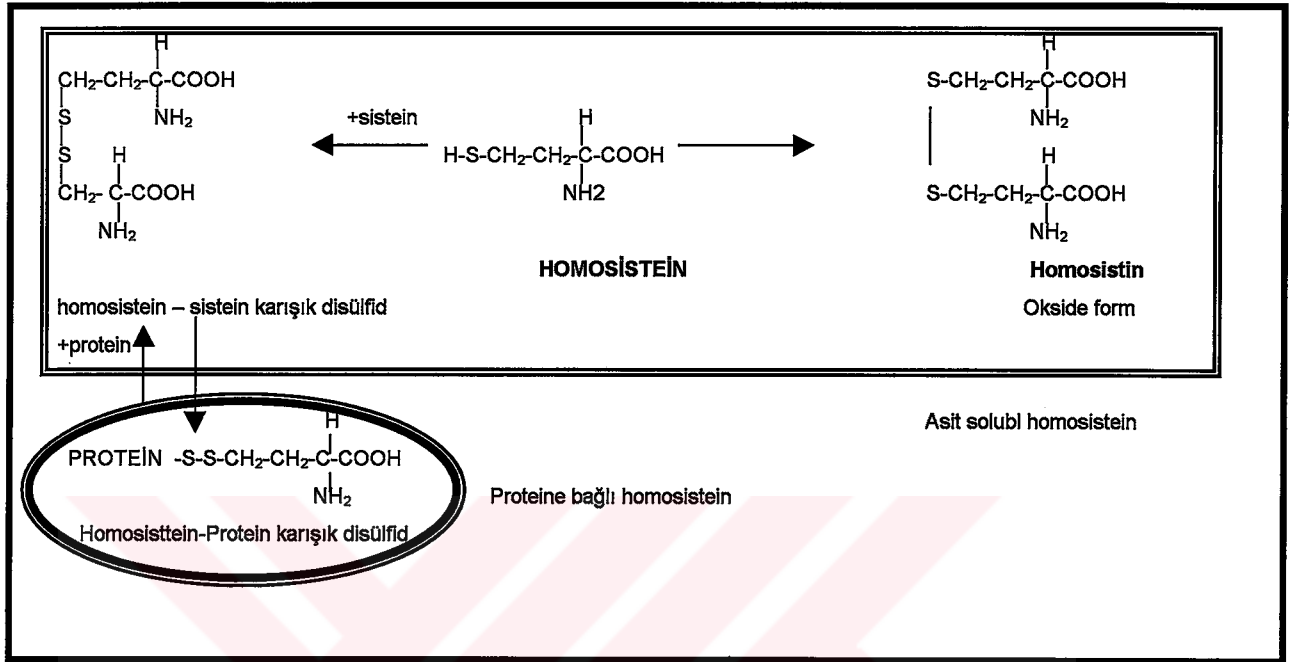 H
CH₂-CH₂-C-COOH
S
NH₂
S
H
CH₂- C-COOH
NH₂
+sistein
H
H-S-CH₂-CH₂-C-COOH
NH2
HOMOSİSTEİN
H
S-CH₂-CH₂-C-COOH
NH₂
H
S-CH₂-CH₂-C-COOH
NH₂
Homosistin
Okside form
homosistein – sistein karışık disülfid
+protein
Asit solubl homosistein
H
PROTEİN -S-S-CH₂-CH₂-C-COOH
NH₂
Homosisttein-Protein karışık disülfid
Proteine bağlı homosistein